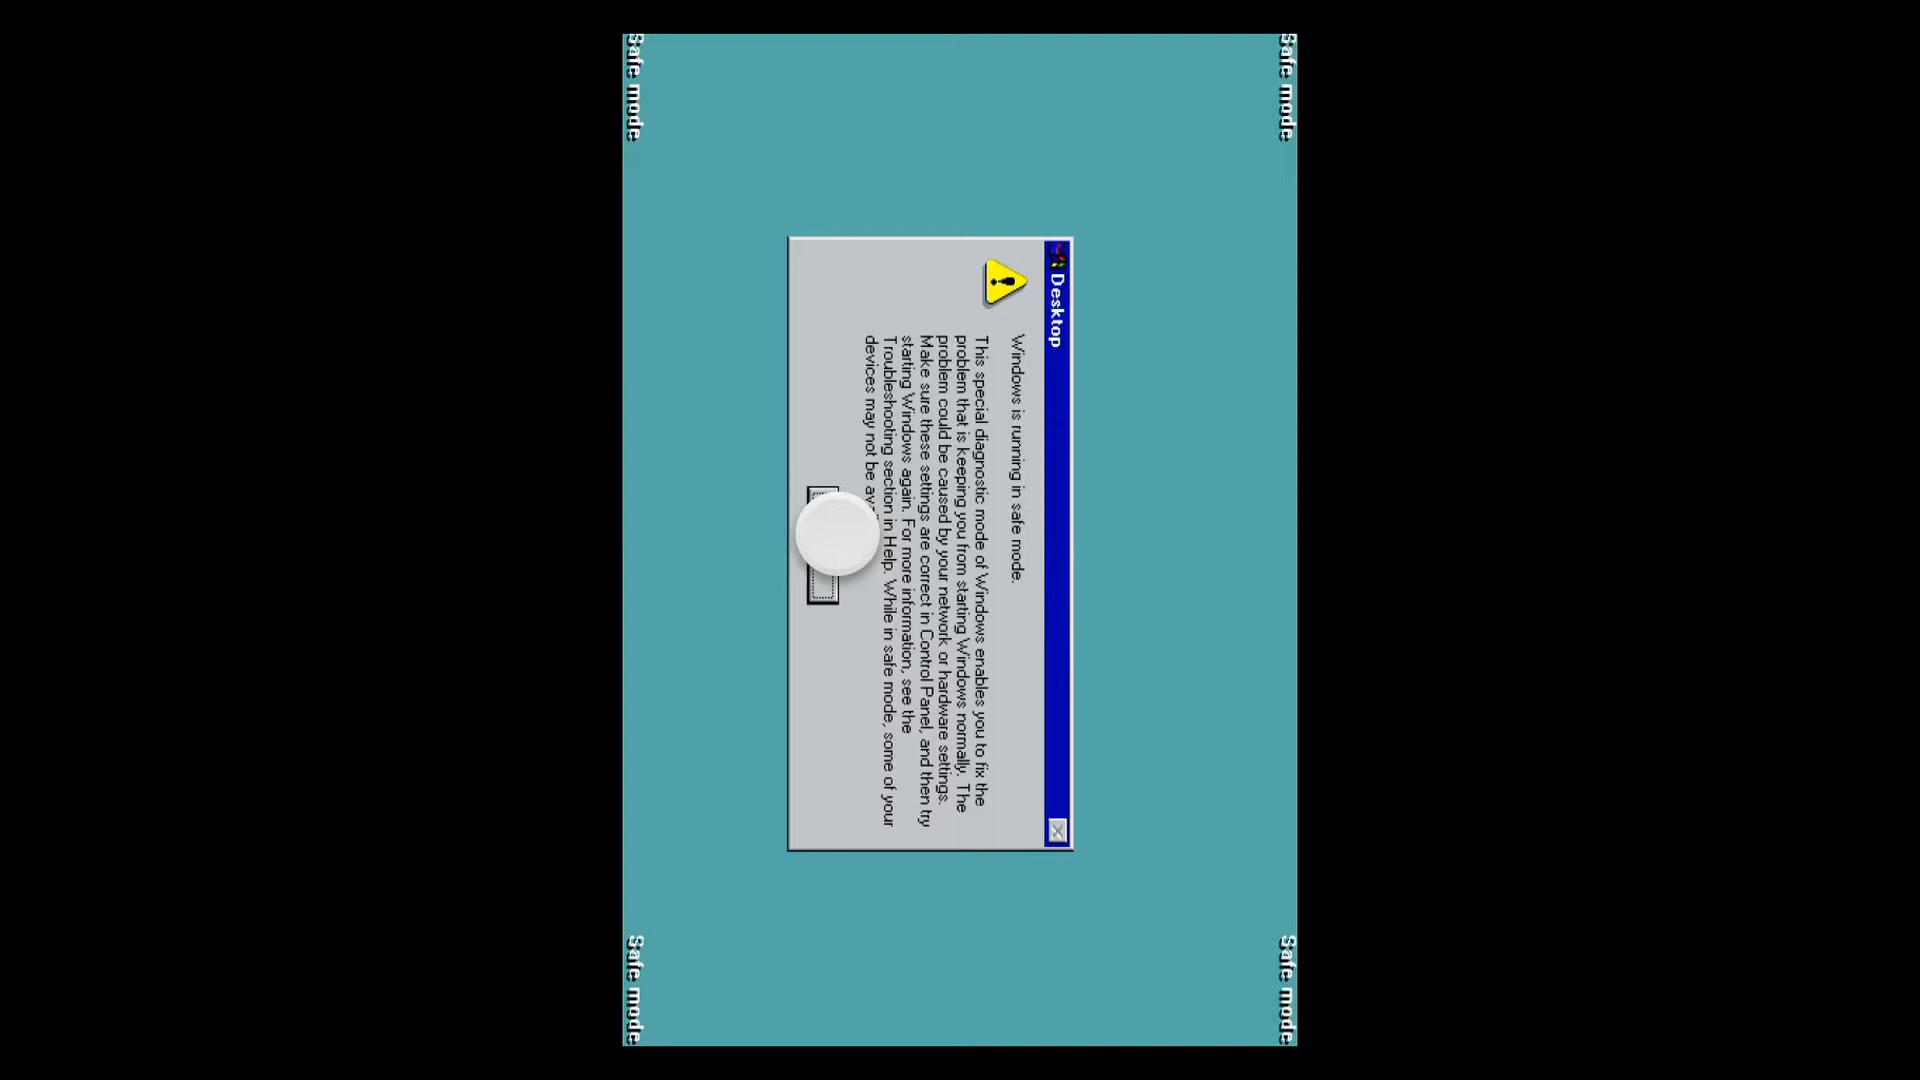 Safe mode
Safe mode
Desktop
Windows is running in safe mode.
This special diagnostic mode of Windows enables you to fix the
problem that is keeping you from starting Windows normally. The
problem could be caused by your network or hardware settings.
Make sure these settings are correct in Control Panel, and then try
starting Windows again. For more information, see the
Troubleshooting section in Help. While in safe mode, some of your
devices may not be
Safe mode
Safe mode